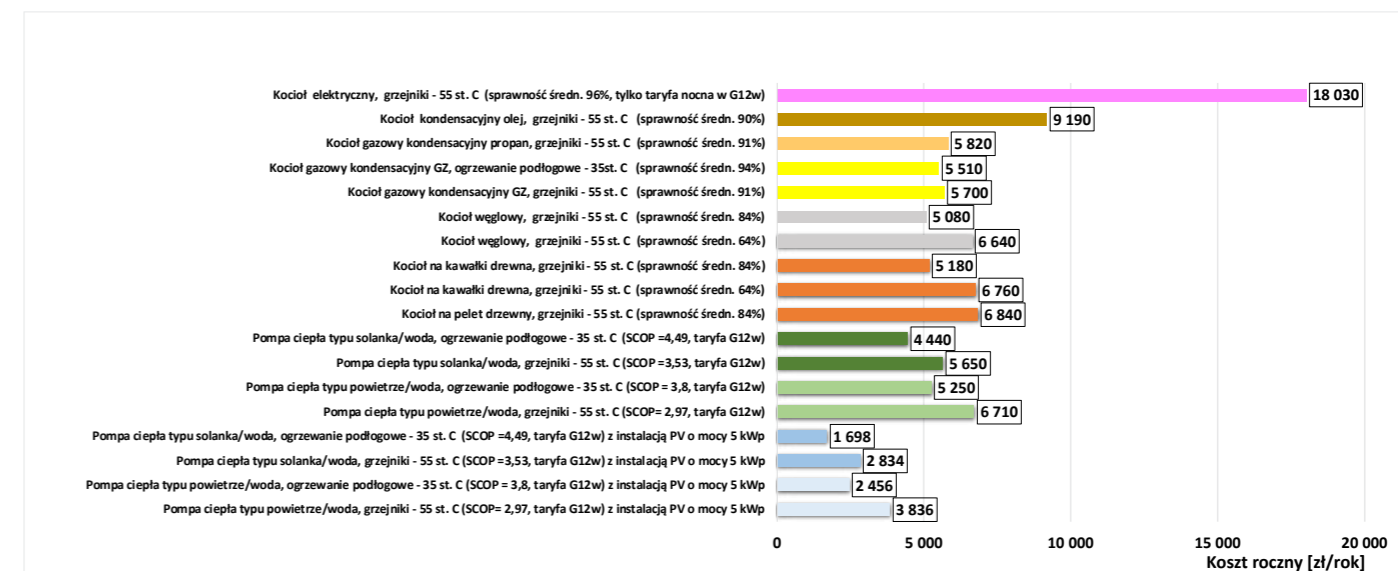 Kocioł elektryczny, grzejniki - 55 st. C (sprawność średn. 96%, tylko taryfa nocna w G12w) 18 030
Kocioł kondensacyjny olej, grzejniki - 55 st. C (sprawność średn. 90%) 9 190
Kocioł gazowy kondensacyjny propan, grzejniki - 55 st. C (sprawność średn. 91%) 5 820
Kocioł gazowy kondensacyjny GZ, ogrzewanie podłogowe - 35st. C (sprawność średn. 94%) 5 510
Kocioł gazowy kondensacyjny GZ, grzejniki - 55 st. C (sprawność średn. 91%) 5 700
Kocioł węglowy, grzejniki - 55 st. C (sprawność średn. 84%) 5 080
Kocioł węglowy, grzejniki - 55 st. C (sprawność średn. 64%) 6 640
Kocioł na kawałki drewna, grzejniki - 55 st. C (sprawność średn. 84%) 5 180
Kocioł na kawałki drewna, grzejniki - 55 st. C (sprawność średn. 64%) 6 760
Kocioł na pelet drzewny, grzejniki - 55 st. C (sprawność średn. 84%) 6 840
Pompa ciepła typu solanka/woda, ogrzewanie podłogowe - 35 st. C (SCOP =4,49, taryfa G12w) 4 440
Pompa ciepła typu solanka/woda, grzejniki - 55 st. C (SCOP =3,53, taryfa G12w) 5 650
Pompa ciepła typu powietrze/woda, ogrzewanie podłogowe - 35 st. C (SCOP = 3,8, taryfa G12w) 5 250
Pompa ciepła typu powietrze/woda, grzejniki - 55 st. C (SCOP= 2,97, taryfa G12w) 6 710
Pompa ciepła typu solanka/woda, ogrzewanie podłogowe - 35 st. C (SCOP =4,49, taryfa G12w) z instalacją PV o mocy 5 kWp 1 698
Pompa ciepła typu solanka/woda, grzejniki - 55 st. C (SCOP =3,53, taryfa G12w) z instalacją PV o mocy 5 kWp 2 834
Pompa ciepła typu powietrze/woda, ogrzewanie podłogowe - 35 st. C (SCOP = 3,8, taryfa G12w) z instalacją PV o mocy 5 kWp 2 456
Pompa ciepła typu powietrze/woda, grzejniki - 55 st. C (SCOP= 2,97, taryfa G12w) z instalacją PV o mocy 5 kWp 3 836
0 5 000 10 000 15 000 20 000
Koszt roczny [zł/rok]